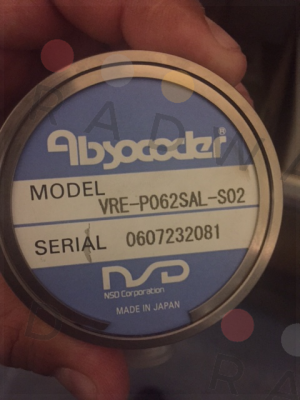 Absocoder®
MODEL
VRE-P062SAL-S02
SERIAL 0607232081
NSD
NSD Corporation
MADE IN JAPAN